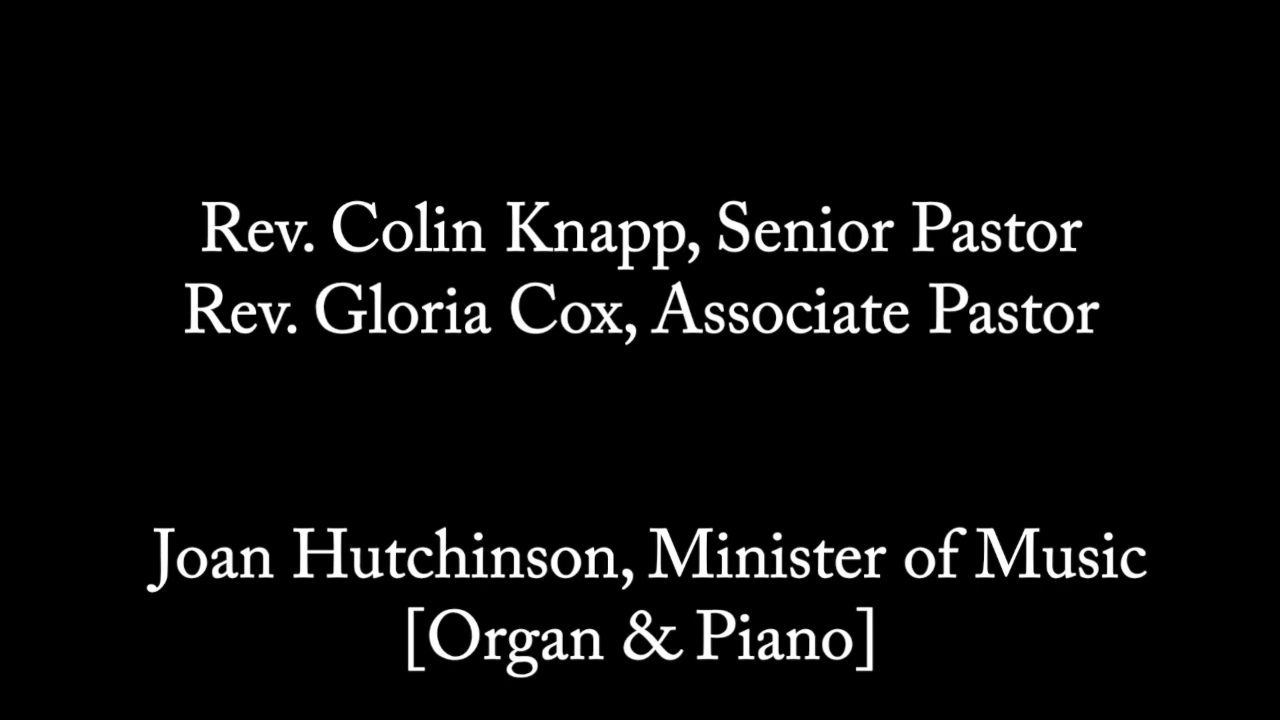 Rev. Colin Knapp, Senior Pastor
Rev. Gloria Cox, Associate Pastor
Joan Hutchinson, Minister of Music
[Organ & Piano]